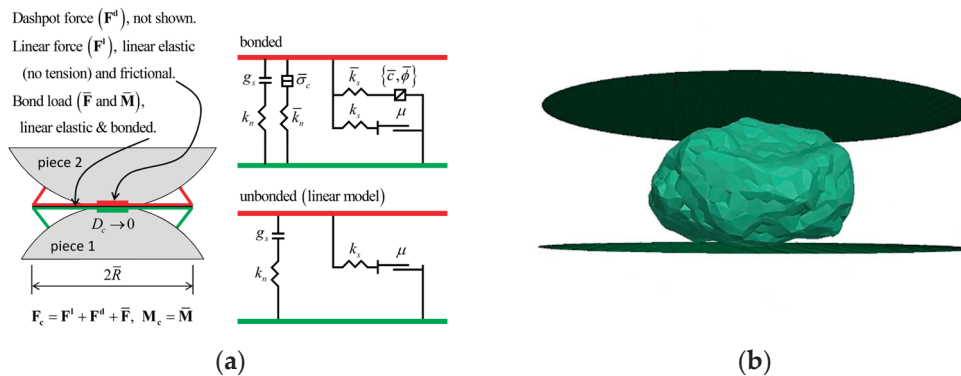 Dashpot force (F^d), not shown.
Linear force (F^l), linear elastic
(no tension) and frictional.
Bond load (F̅ and M̅),
linear elastic & bonded.
piece 2
D_c → 0
piece 1
2R̅
F_c = F^l + F^d + F̅, M_c = M̅
bonded
g_s
σ̅_c
k̅_s
{c̅, ϕ̅}
k_n
k̅_n
k_s
μ
unbonded (linear model)
g_s
k_s
μ
k_n
(a)
(b)